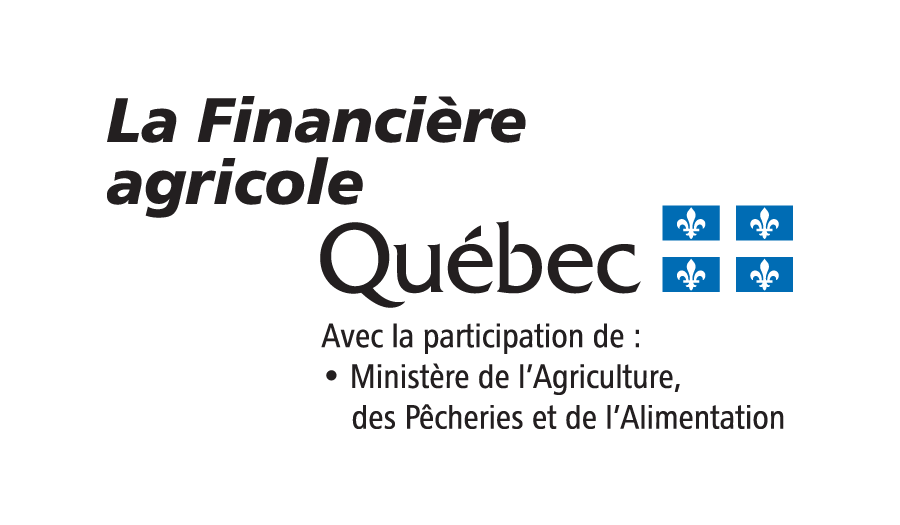 La Financière
agricole
Québec
Avec la participation de :
• Ministère de l’Agriculture,
des Pêcheries et de l’Alimentation